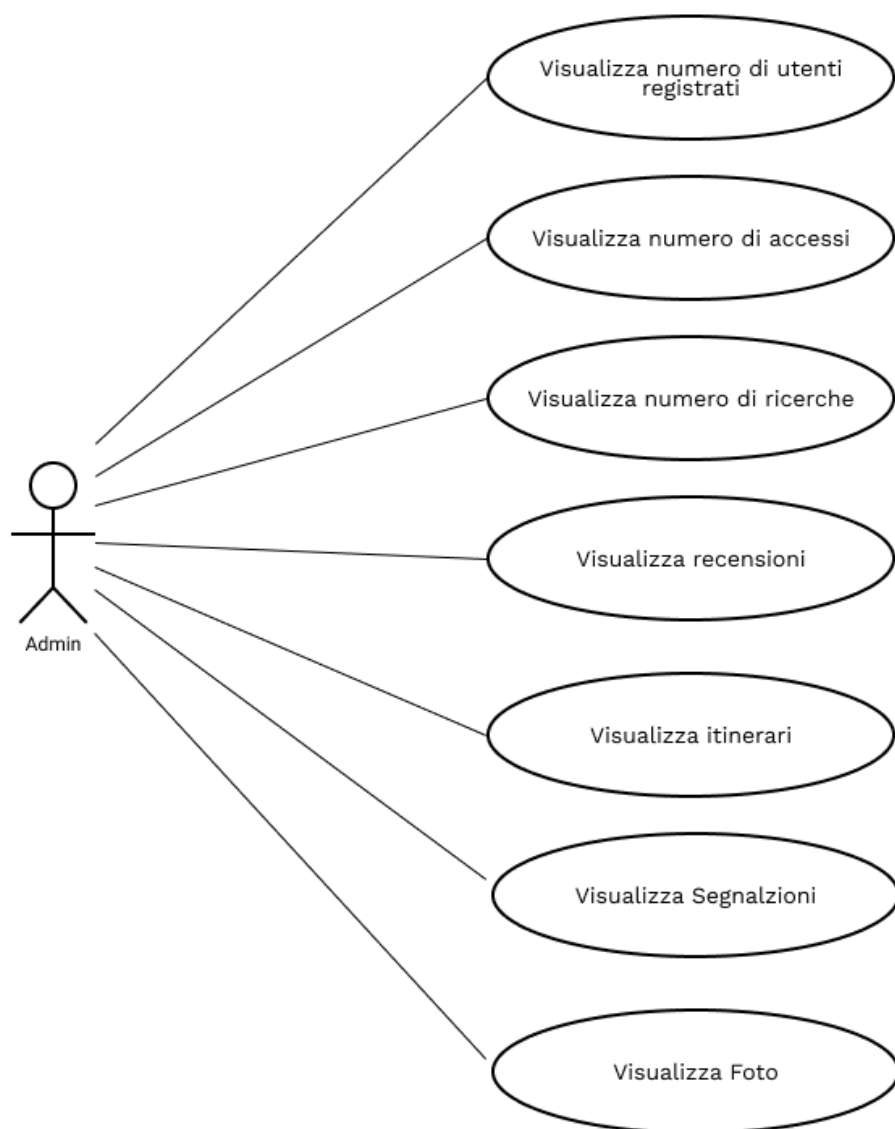 Visualizza numero di utenti
registrati
Visualizza numero di accessi
Visualizza numero di ricerche
Visualizza recensioni
Admin
Visualizza itinerari
Visualizza Segnalzioni
Visualizza Foto